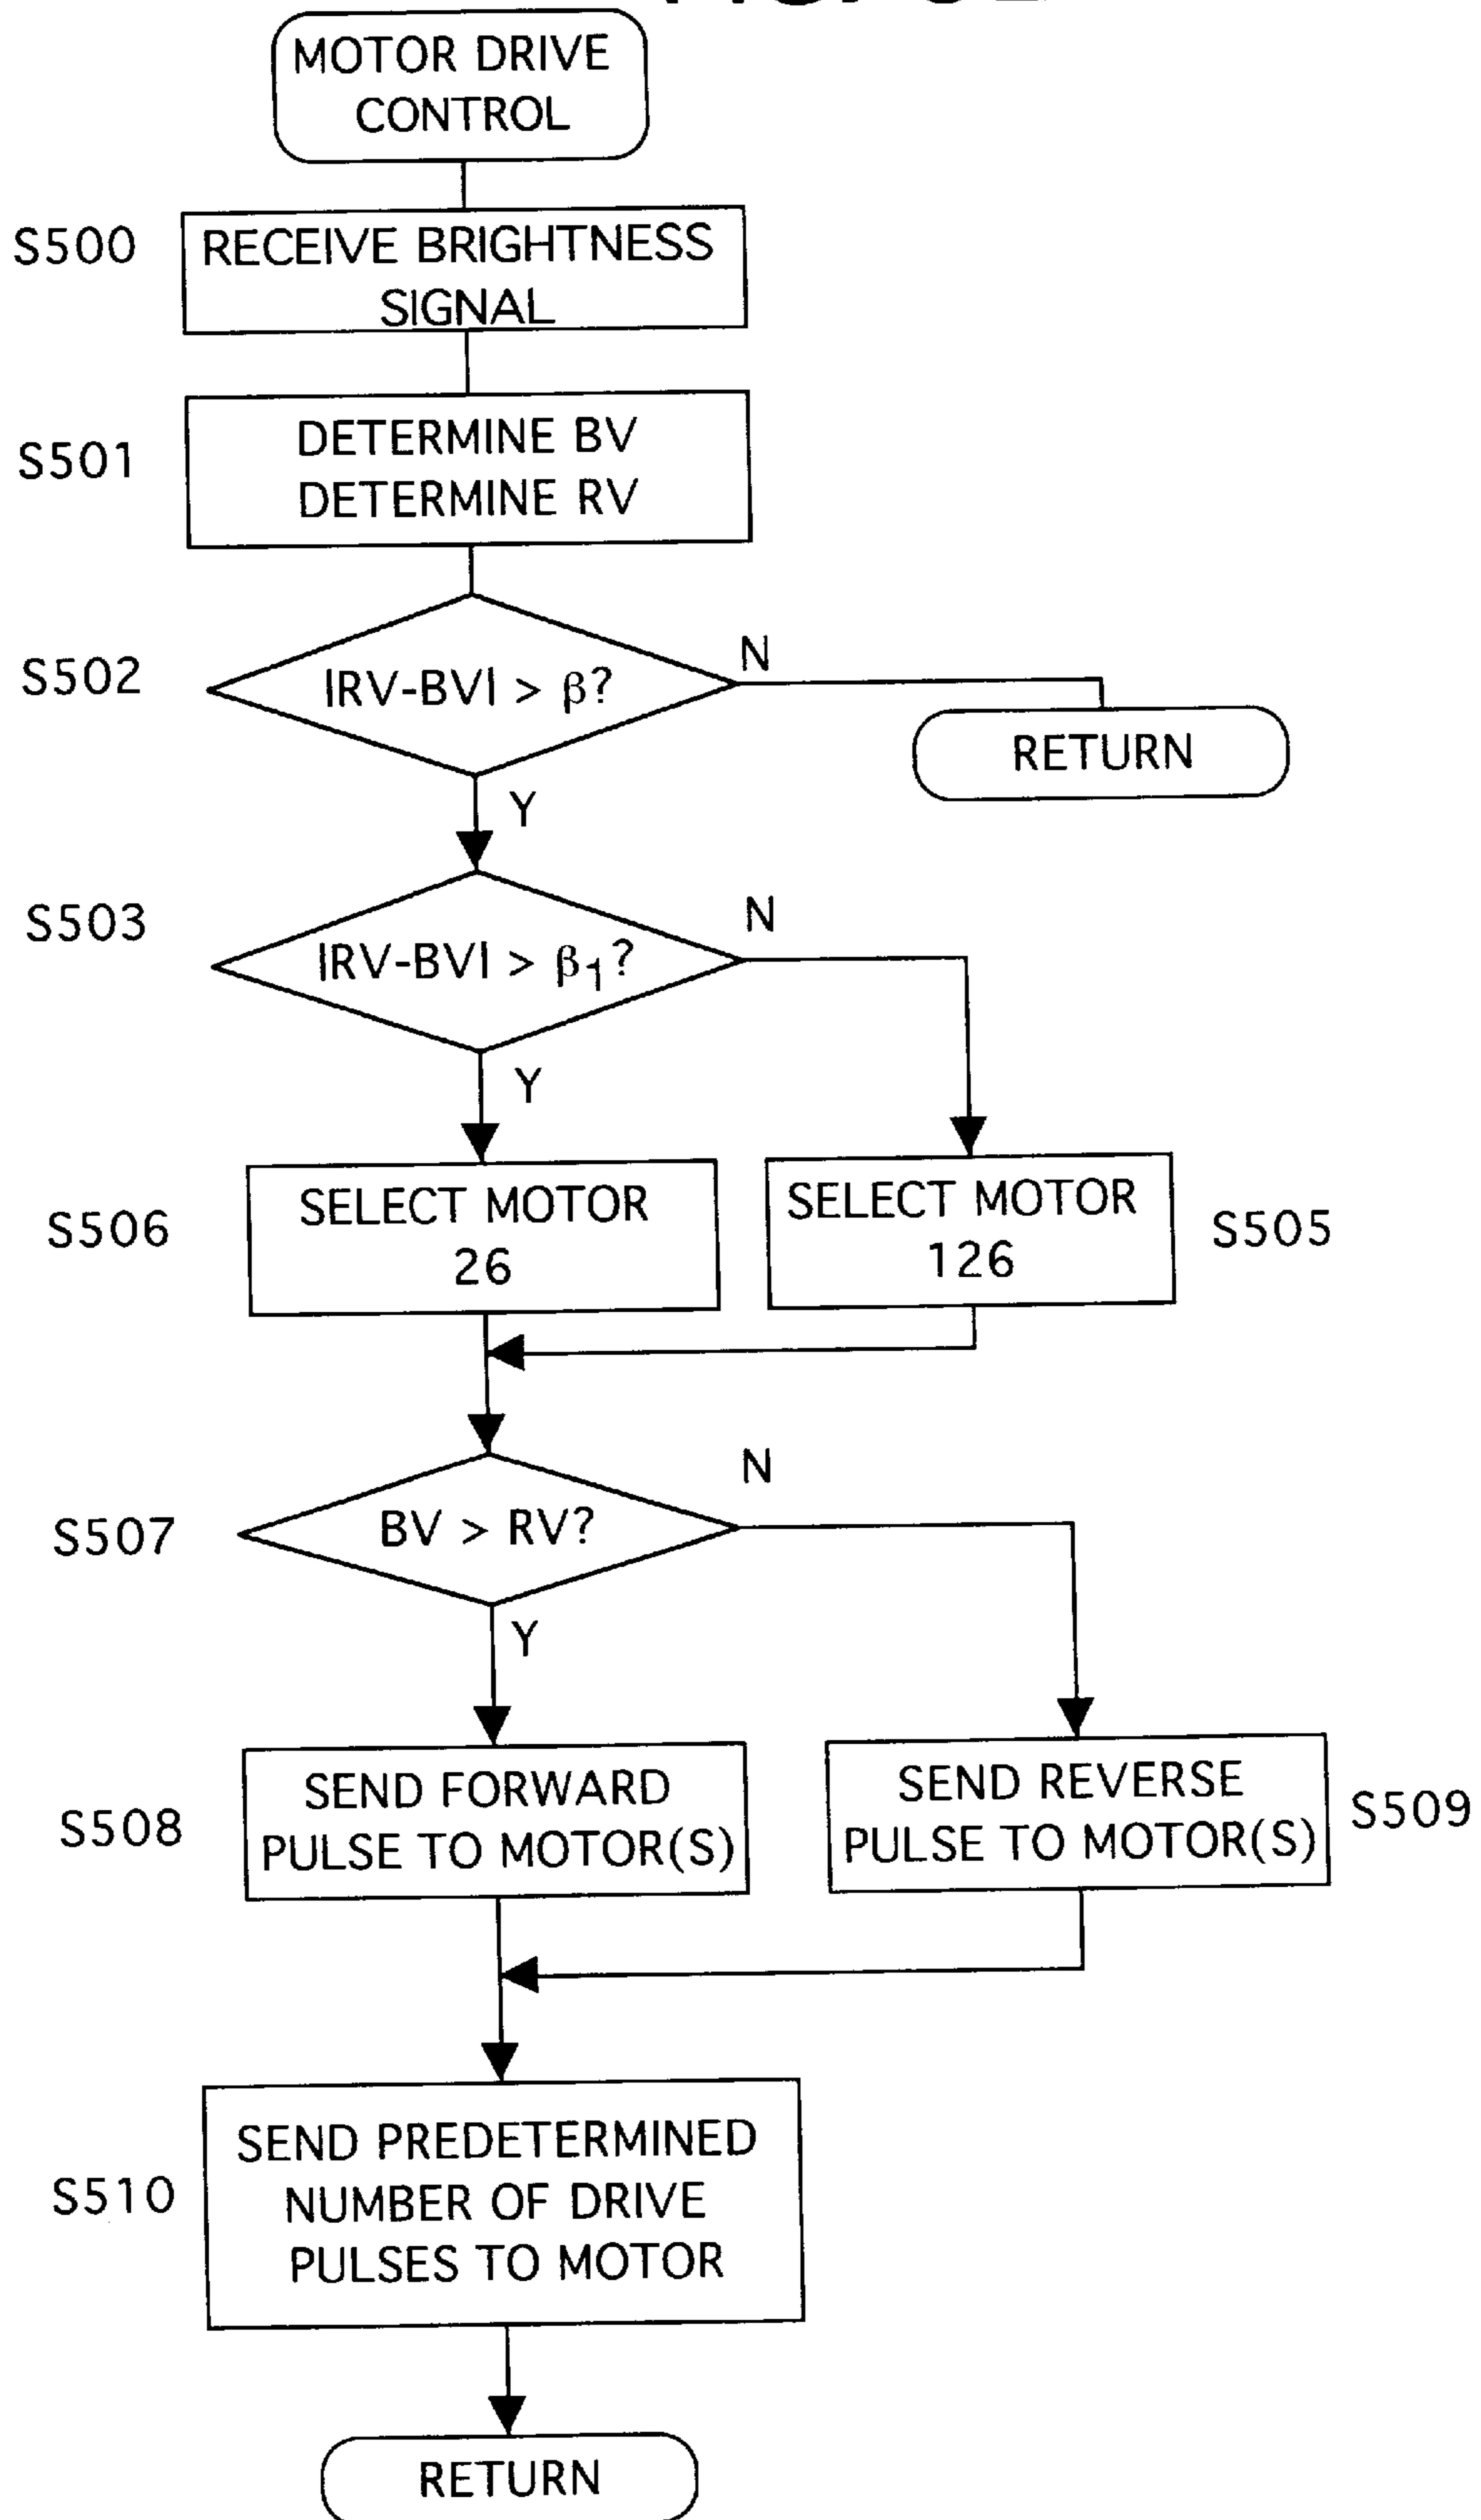 MOTOR DRIVE
CONTROL
S500
RECEIVE BRIGHTNESS
SIGNAL
S501
DETERMINE BV
DETERMINE RV
S502
|RV-BV| > β?
N
RETURN
Y
S503
|RV-BV| > β1?
N
Y
S506
SELECT MOTOR
26
SELECT MOTOR
126
S505
S507
BV > RV?
N
Y
S508
SEND FORWARD
PULSE TO MOTOR(S)
SEND REVERSE
PULSE TO MOTOR(S)
S509
S510
SEND PREDETERMINED
NUMBER OF DRIVE
PULSES TO MOTOR
RETURN